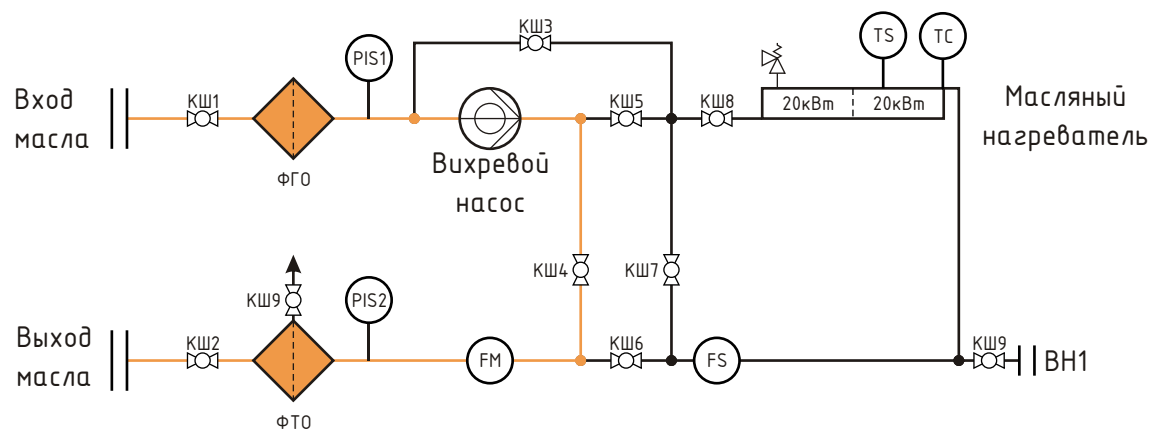 КШ3
PIS1
TS
TC
Вход
масла
КШ1
КШ5
КШ8
20кВт
20кВт
Масляный
нагреватель
ФГО
Вихревой
насос
КШ4
КШ7
КШ9
PIS2
Выход
масла
КШ2
FM
КШ6
FS
КШ9
ВН1
ФТО